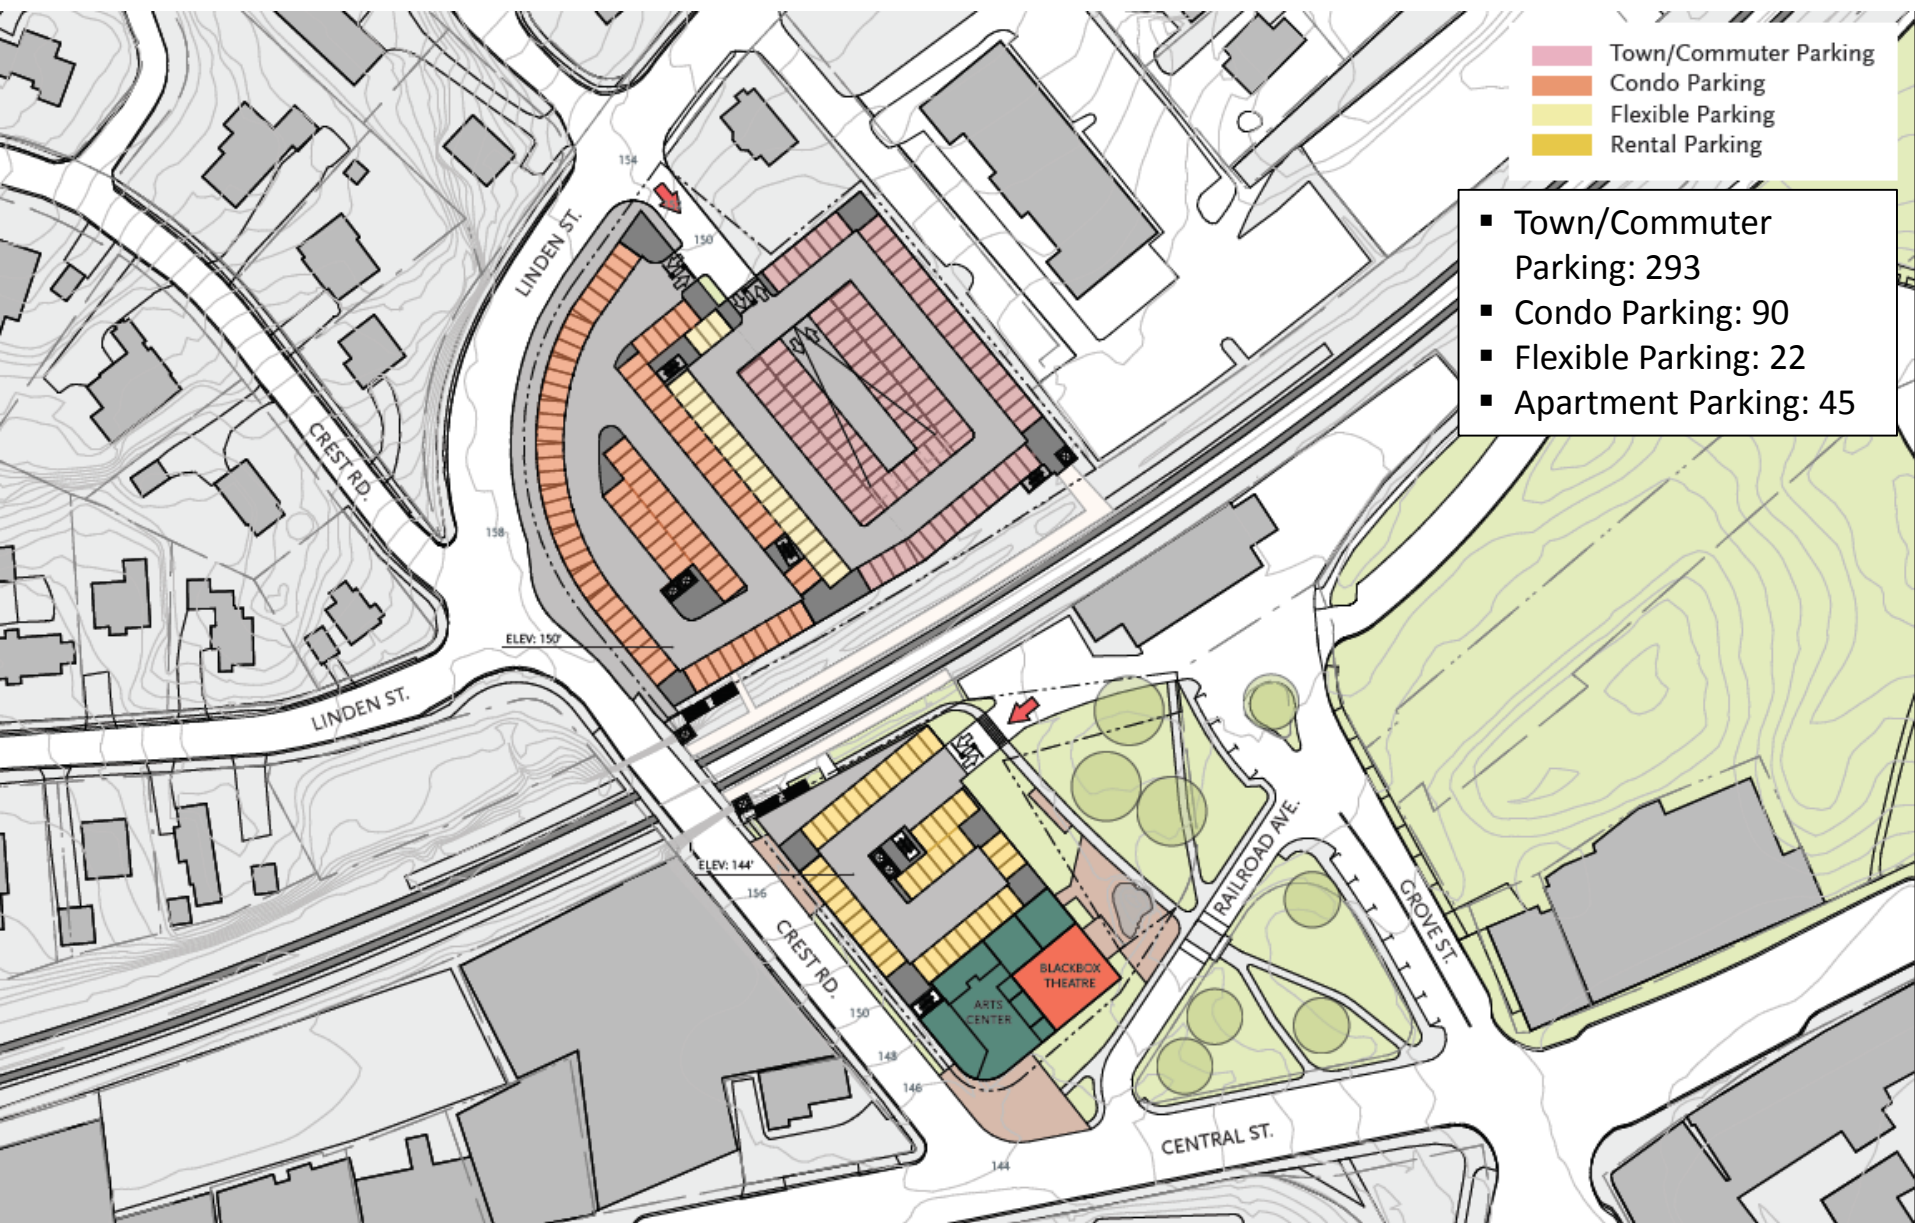 Town/Commuter Parking
Condo Parking
Flexible Parking
Rental Parking
▪ Town/Commuter
Parking: 293
▪ Condo Parking: 90
▪ Flexible Parking: 22
▪ Apartment Parking: 45
154
150
LINDEN ST.
CREST RD.
158
ELEV: 150'
LINDEN ST.
ELEV: 144'
156
CREST RD.
RAILROAD AVE.
GROVE ST.
BLACKBOX
THEATRE
ARTS
CENTER
150
148
146
144
CENTRAL ST.